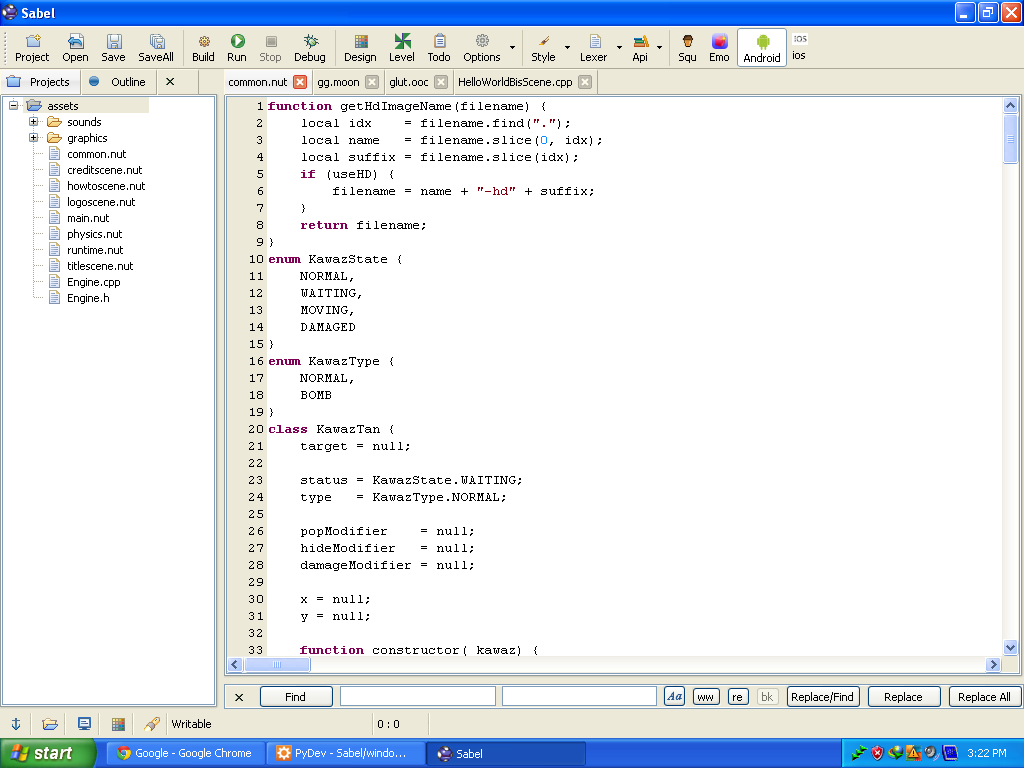 Sabel
Project Open Save SaveAll Build Run Stop Debug Design Level Todo Options Style Lexer Api Squ Emo Android ios
Projects Outline
common.nut gg.moon glut.ooc HelloWorldBisScene.cpp
assets
sounds
graphics
common.nut
creditscene.nut
howtoscene.nut
logoscene.nut
main.nut
physics.nut
runtime.nut
titlescene.nut
Engine.cpp
Engine.h
1 function getHdImageName(filename) {
2     local idx    = filename.find(".");
3     local name   = filename.slice(0, idx);
4     local suffix = filename.slice(idx);
5     if (useHD) {
6         filename = name + "-hd" + suffix;
7     }
8     return filename;
9 }
10 enum KawazState {
11     NORMAL,
12     WAITING,
13     MOVING,
14     DAMAGED
15 }
16 enum KawazType {
17     NORMAL,
18     BOMB
19 }
20 class KawazTan {
21     target = null;
22
23     status = KawazState.WAITING;
24     type   = KawazType.NORMAL;
25
26     popModifier    = null;
27     hideModifier   = null;
28     damageModifier = null;
29
30     x = null;
31     y = null;
32
33     function constructor( kawaz) {
Find Aa ww re bk Replace/Find Replace Replace All
Writable 0 : 0
start Google - Google Chrome PyDev - Sabel/windo... Sabel 3:22 PM